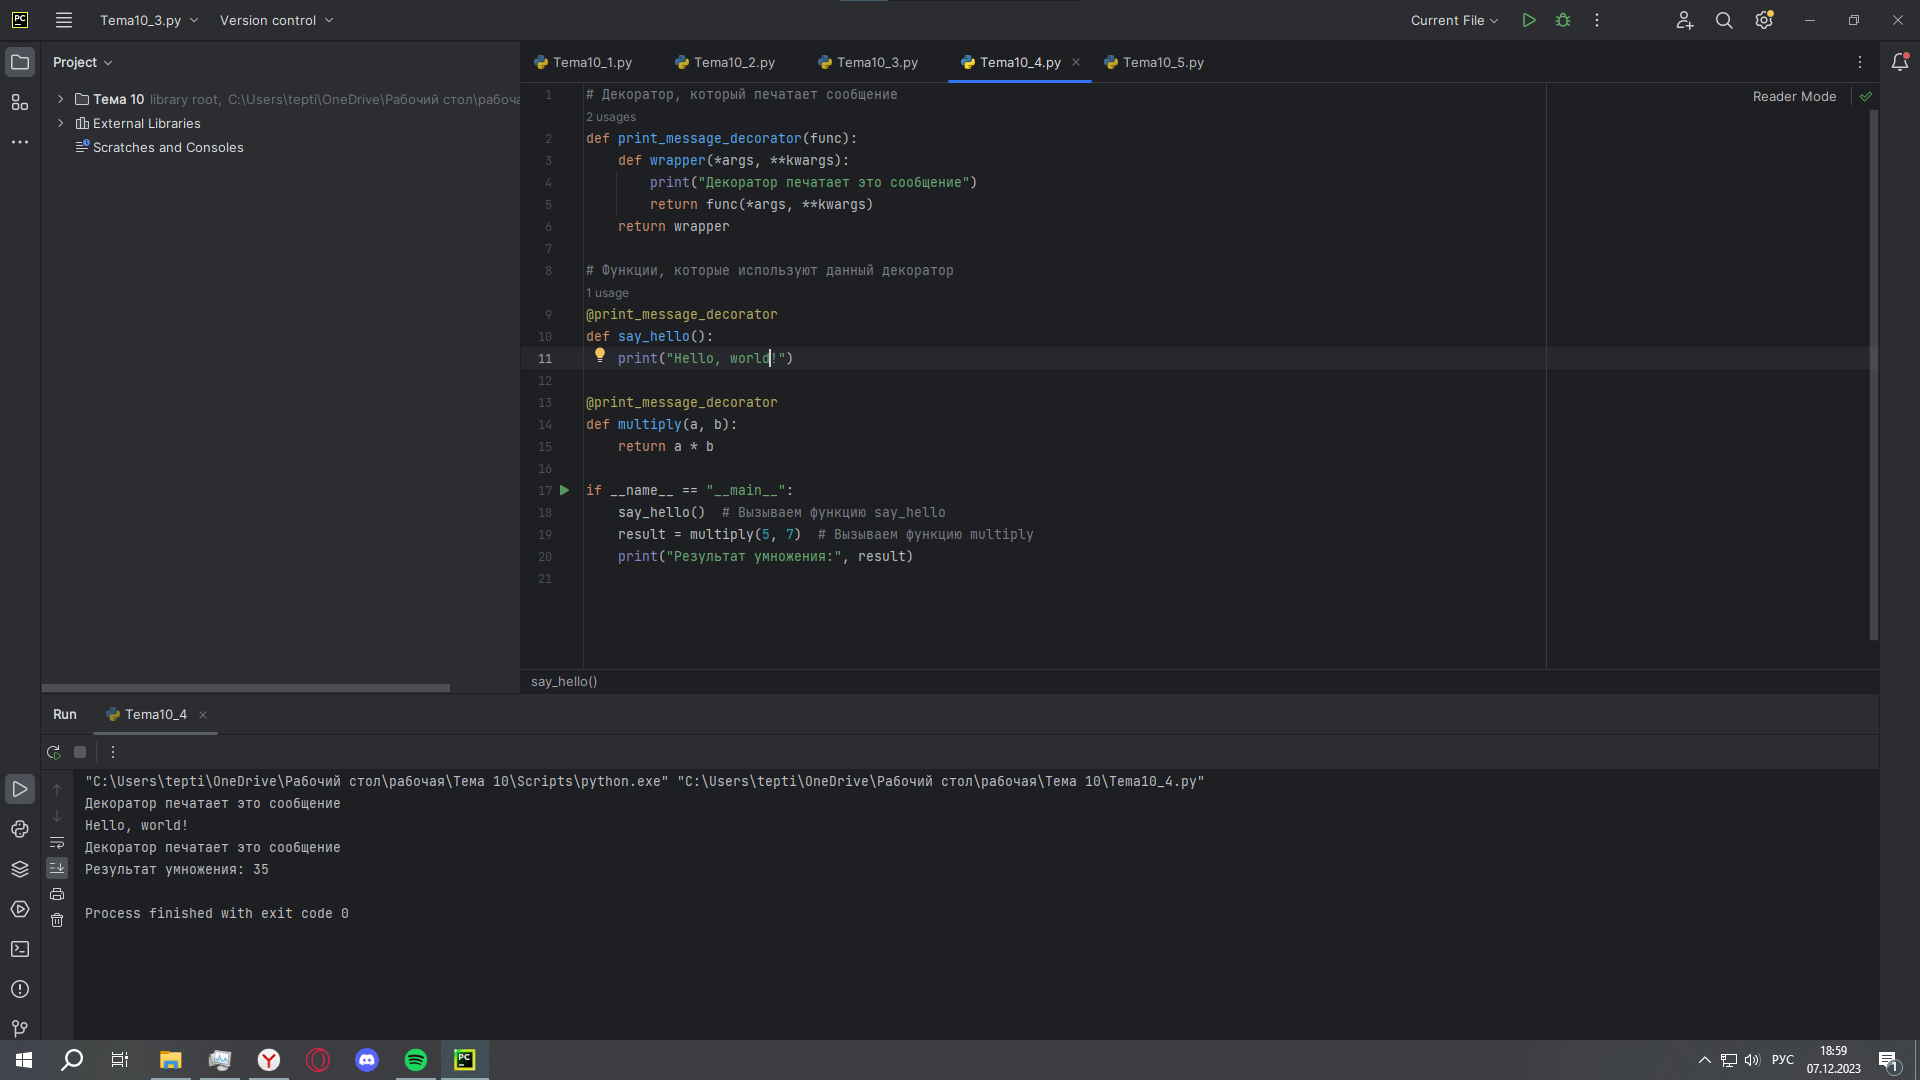 PC Tema10_3.py Version control Current File
Project
Тема 10 library root, C:\Users\tepti\OneDrive\Рабочий стол\рабоча
External Libraries
Scratches and Consoles
Tema10_1.py Tema10_2.py Tema10_3.py Tema10_4.py Tema10_5.py
Reader Mode
1 # Декоратор, который печатает сообщение
2 usages
2 def print_message_decorator(func):
3 def wrapper(*args, **kwargs):
4 print("Декоратор печатает это сообщение")
5 return func(*args, **kwargs)
6 return wrapper
7
8 # Функции, которые используют данный декоратор
1 usage
9 @print_message_decorator
10 def say_hello():
11 print("Hello, world!")
12
13 @print_message_decorator
14 def multiply(a, b):
15 return a * b
16
17 if __name__ == "__main__":
18 say_hello() # Вызываем функцию say_hello
19 result = multiply(5, 7) # Вызываем функцию multiply
20 print("Результат умножения:", result)
21
say_hello()
Run Tema10_4
"C:\Users\tepti\OneDrive\Рабочий стол\рабочая\Тема 10\Scripts\python.exe" "C:\Users\tepti\OneDrive\Рабочий стол\рабочая\Тема 10\Tema10_4.py"
Декоратор печатает это сообщение
Hello, world!
Декоратор печатает это сообщение
Результат умножения: 35
Process finished with exit code 0
PC
РУС
18:59
07.12.2023
1